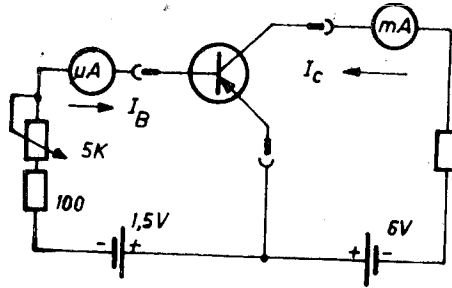 µA
mA
I_B
I_C
5K
100
1,5V
6V
- +
+ -